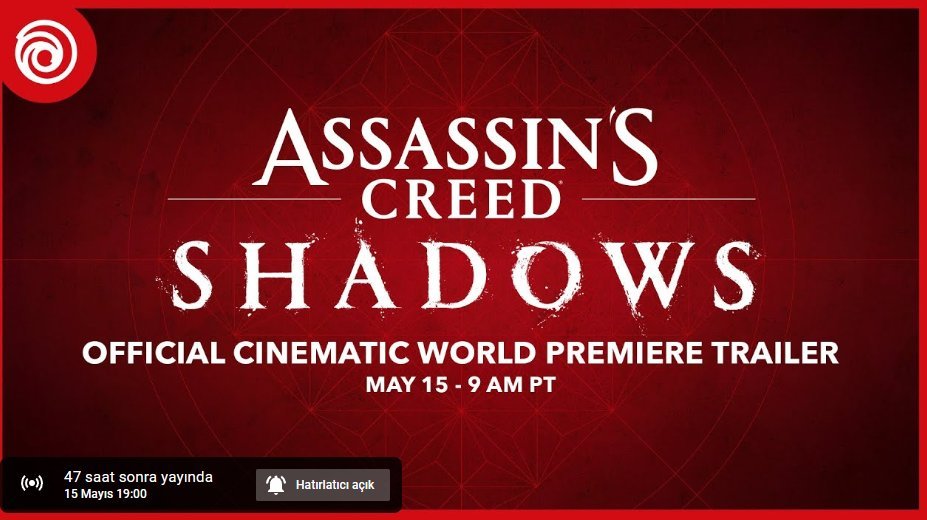 ASSASSIN'S
CREED
SHADOWS
OFFICIAL CINEMATIC WORLD PREMIERE TRAILER
MAY 15 - 9 AM PT
47 saat sonra yayında
15 Mayıs 19:00
Hatırlatıcı açık